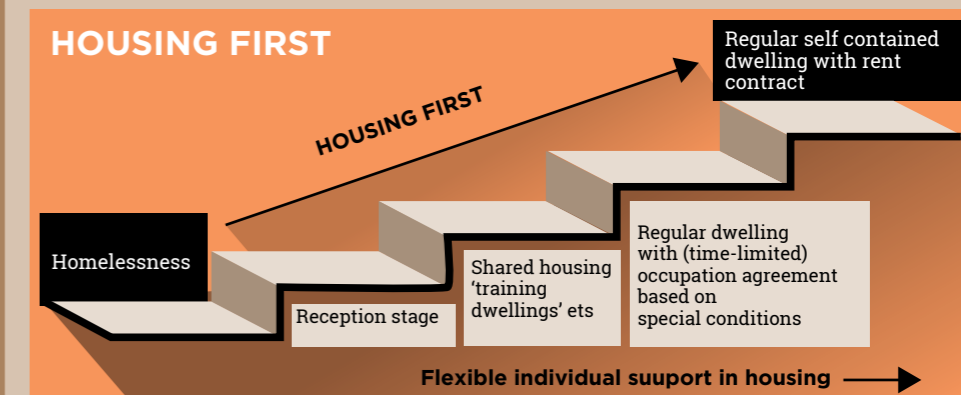 HOUSING FIRST
HOUSING FIRST
Regular self contained
dwelling with rent
contract
Homelessness
Reception stage
Shared housing
‘training
dwellings’ ets
Regular dwelling
with (time-limited)
occupation agreement
based on
special conditions
Flexible individual suuport in housing